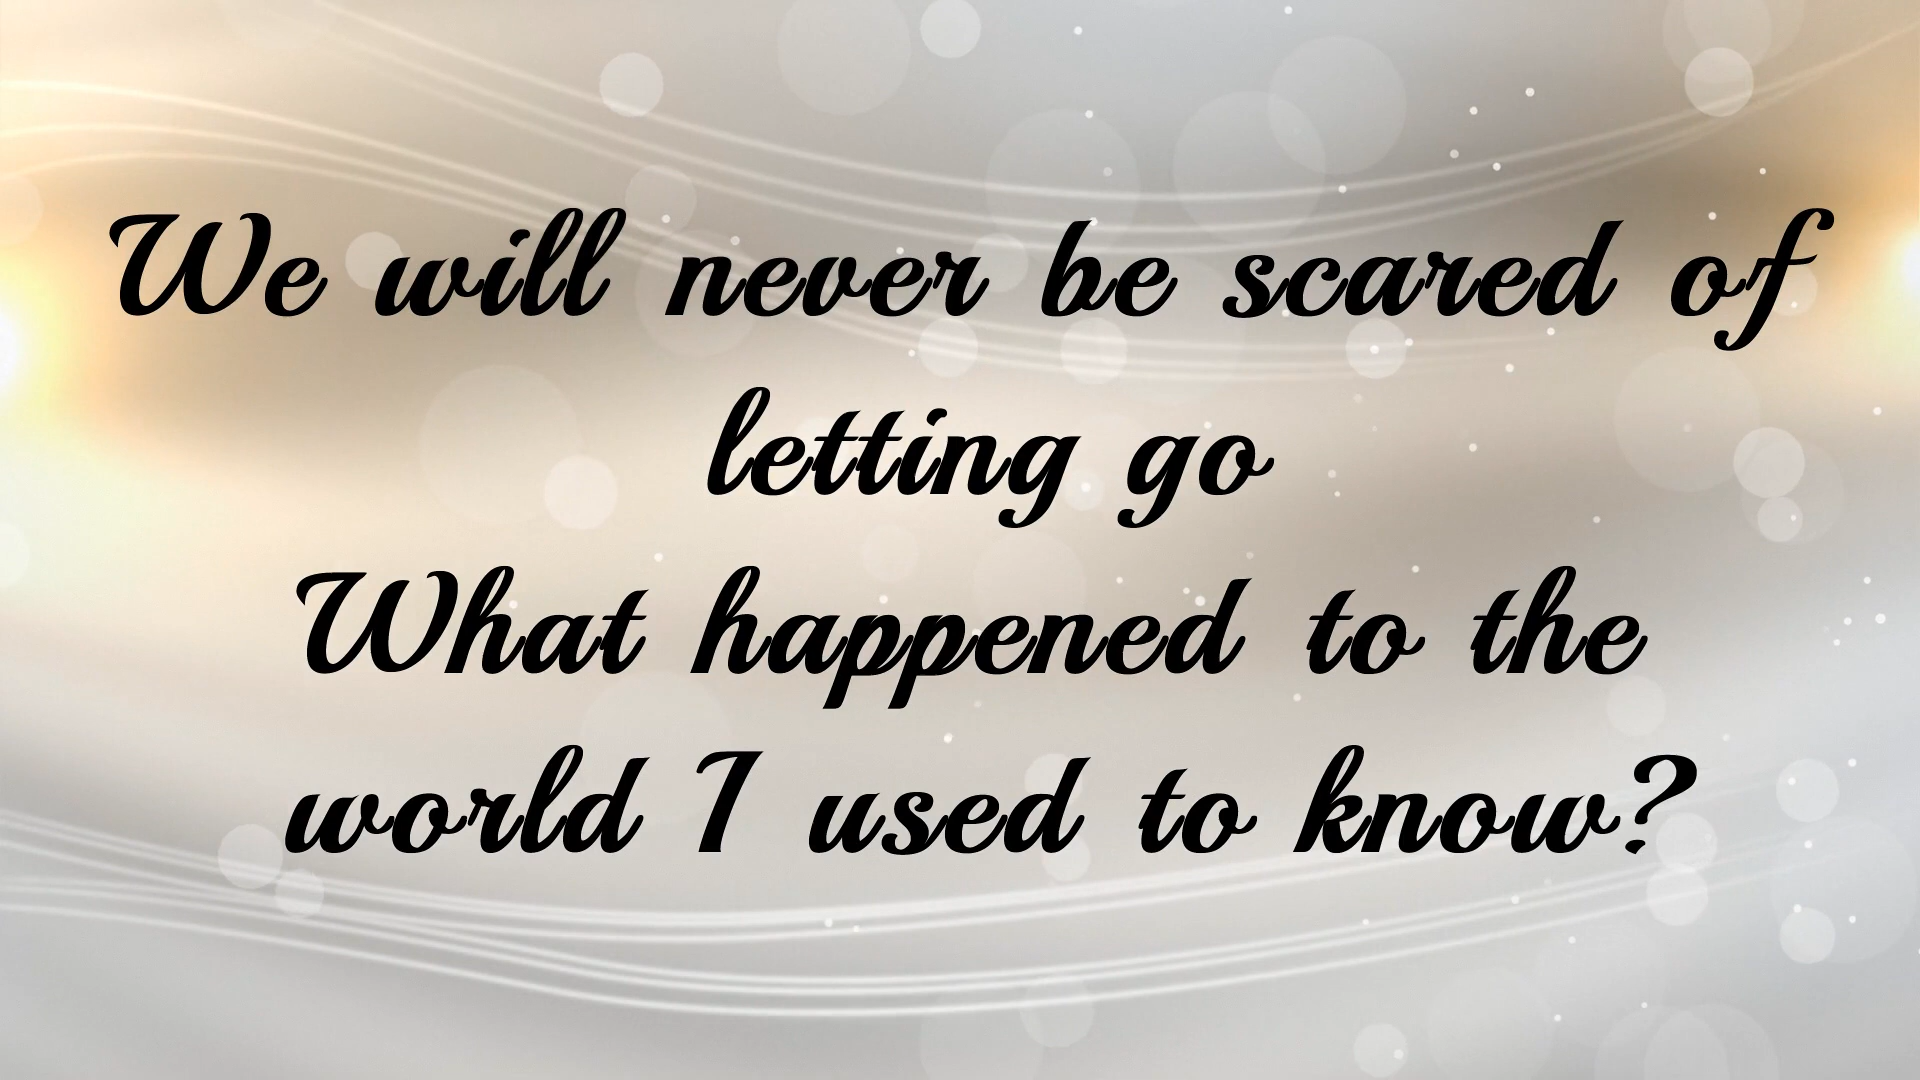 We will never be scared of
letting go
What happened to the
world I used to know?